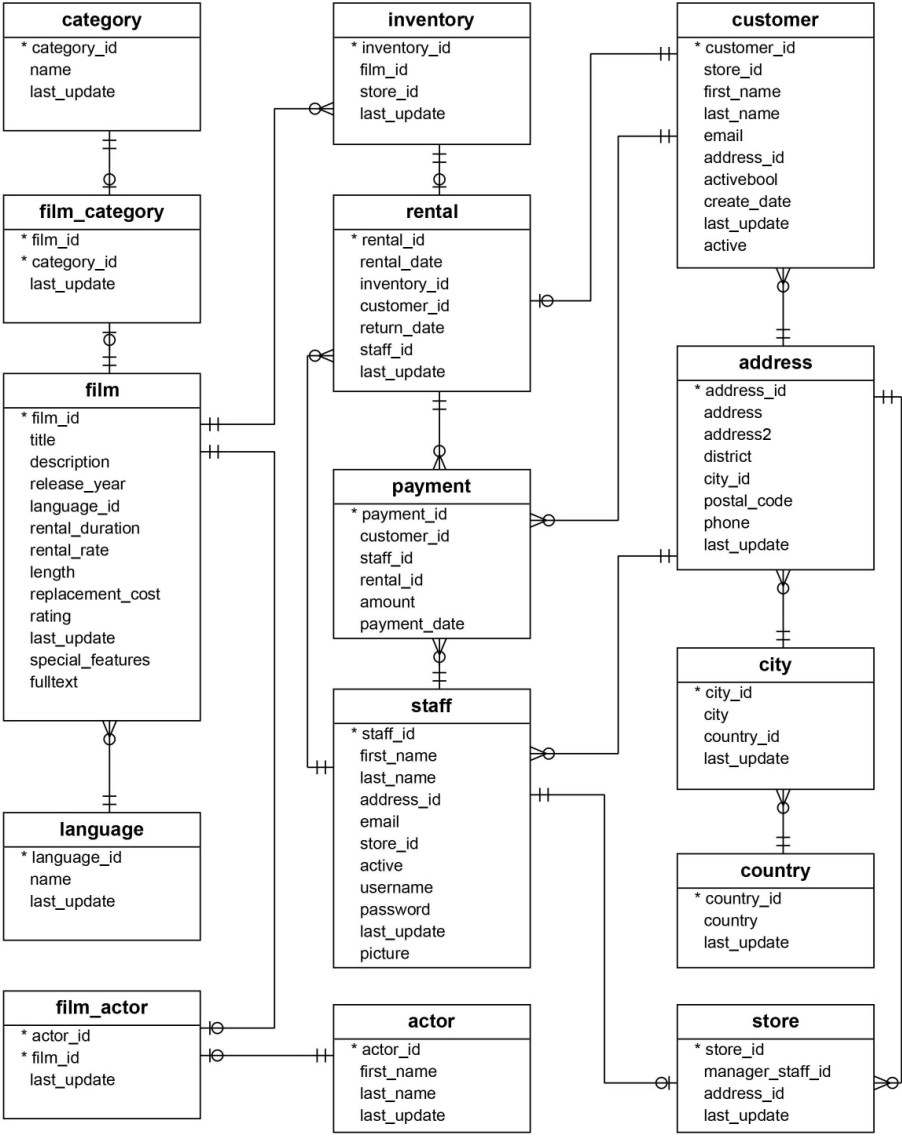 category
* category_id
name
last_update
film_category
* film_id
* category_id
last_update
film
* film_id
title
description
release_year
language_id
rental_duration
rental_rate
length
replacement_cost
rating
last_update
special_features
fulltext
language
* language_id
name
last_update
film_actor
* actor_id
* film_id
last_update
inventory
* inventory_id
film_id
store_id
last_update
rental
* rental_id
rental_date
inventory_id
customer_id
return_date
staff_id
last_update
payment
* payment_id
customer_id
staff_id
rental_id
amount
payment_date
staff
* staff_id
first_name
last_name
address_id
email
store_id
active
username
password
last_update
picture
actor
* actor_id
first_name
last_name
last_update
customer
* customer_id
store_id
first_name
last_name
email
address_id
activebool
create_date
last_update
active
address
* address_id
address
address2
district
city_id
postal_code
phone
last_update
city
* city_id
city
country_id
last_update
country
* country_id
country
last_update
store
* store_id
manager_staff_id
address_id
last_update